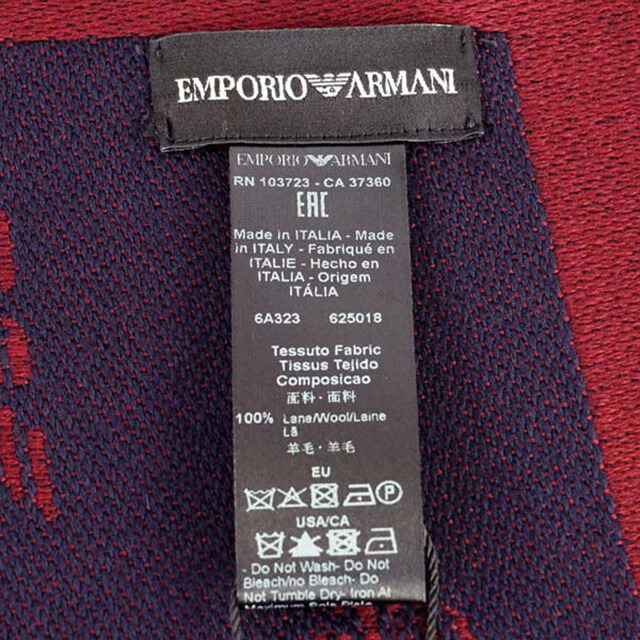 EMPORIO ARMANI
EMPORIO ARMANI
RN 103723 - CA 37360
EAC
Made in ITALIA - Made
in ITALY - Fabriqué en
ITALIE - Hecho en
ITALIA - Origem
ITÁLIA
6A323 625018
Tessuto Fabric
Tissus Tejido
Composicao
面料 · 面料
100% Lana/Wool/Laine
Lã
羊毛 · 羊毛
EU
P
USA/CA
- Do Not Wash- Do Not
Bleach/no Bleach- Do
Not Tumble Dry- Iron At
Maximum Sole Plate